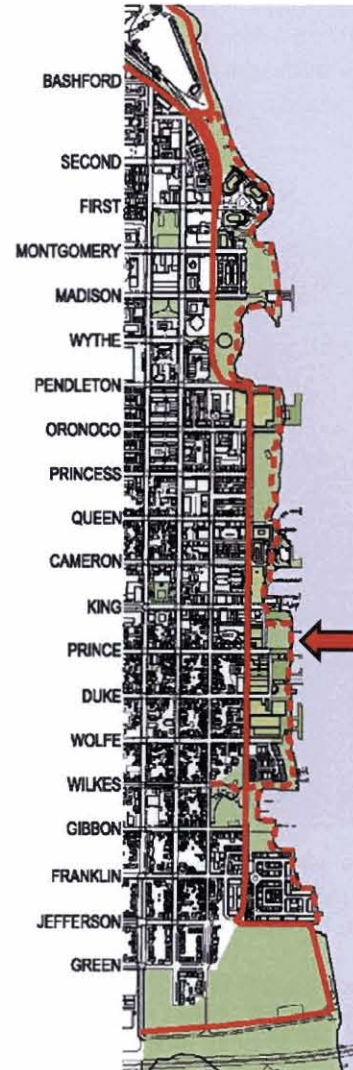 BASHFORD
SECOND
FIRST
MONTGOMERY
MADISON
WYTHE
PENDLETON
ORONOCO
PRINCESS
QUEEN
CAMERON
KING
PRINCE
DUKE
WOLFE
WILKES
GIBBON
FRANKLIN
JEFFERSON
GREEN